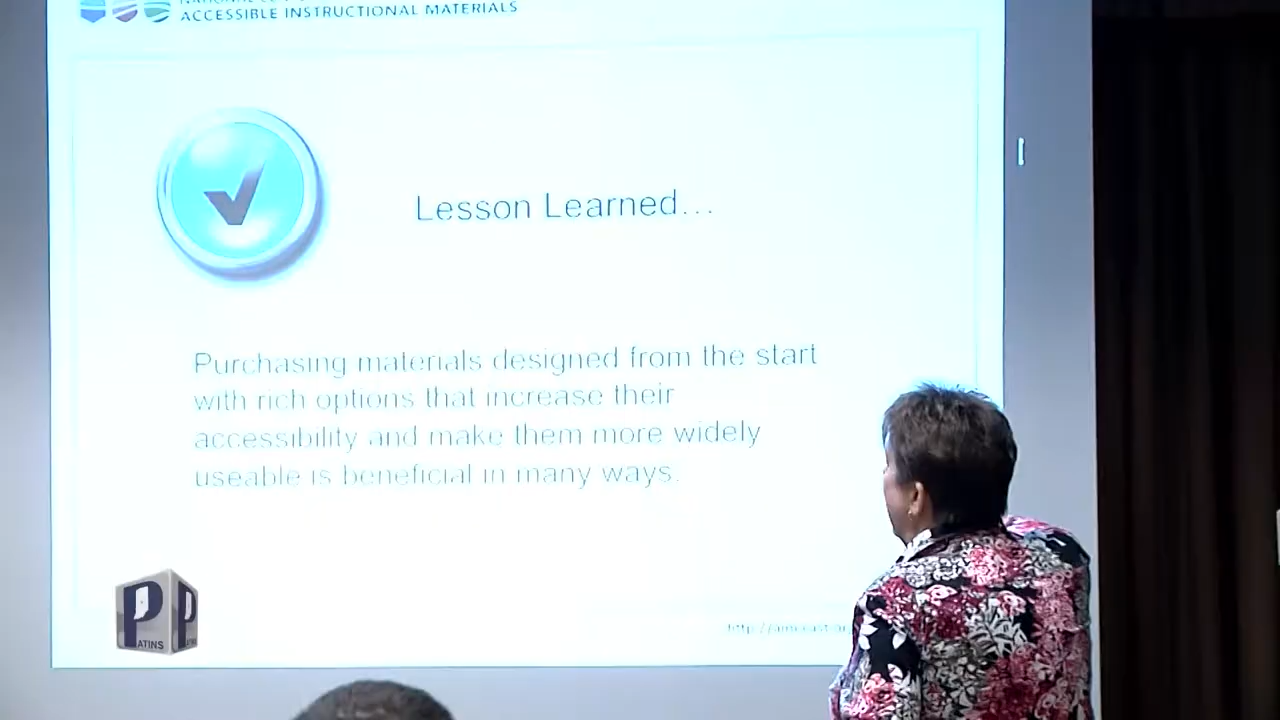 ACCESSIBLE INSTRUCTIONAL MATERIALS
Lesson Learned...
Purchasing materials designed from the start
with rich options that increase their
accessibility and make them more widely
useable is beneficial in many ways.
P P
ATINS